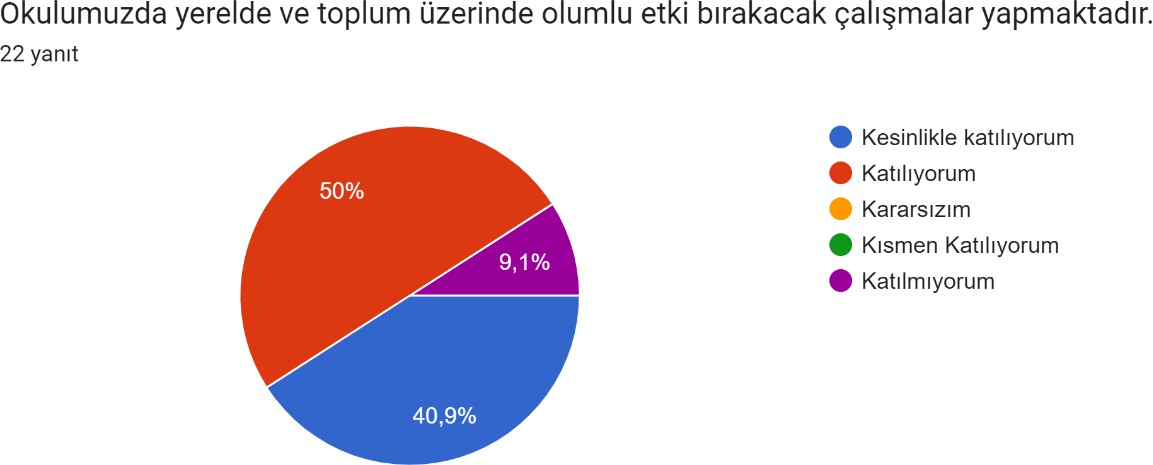 Okulumuzda yerelde ve toplum üzerinde olumlu etki bırakacak çalışmalar yapmaktadır.
22 yanıt
50%
9,1%
40,9%
Kesinlikle katılıyorum
Katılıyorum
Kararsızım
Kısmen Katılıyorum
Katılmıyorum